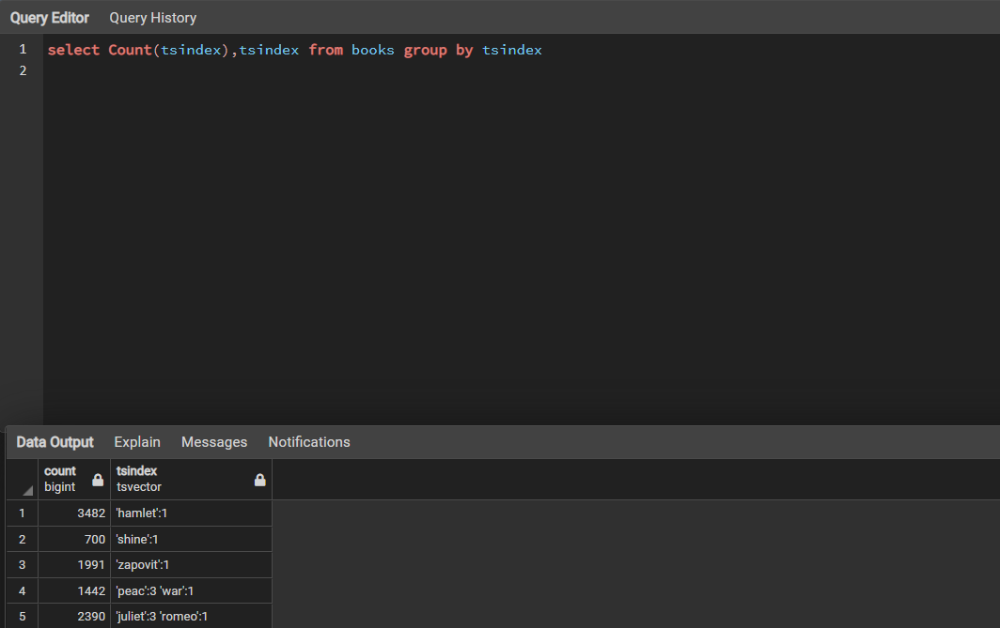 Query Editor Query History
1 select Count(tsindex),tsindex from books group by tsindex
2
Data Output Explain Messages Notifications
count tsindex
bigint tsvector
1 3482 'hamlet':1
2 700 'shine':1
3 1991 'zapovit':1
4 1442 'peac':3 'war':1
5 2390 'juliet':3 'romeo':1